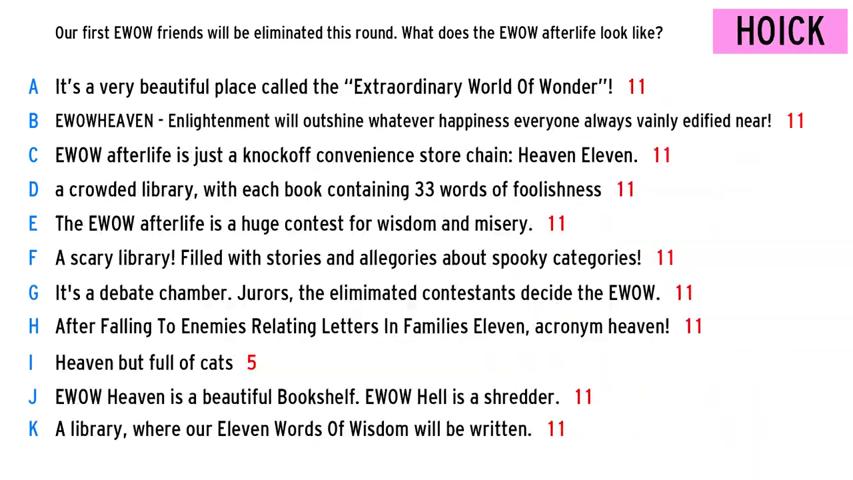 Our first EWOW friends will be eliminated this round. What does the EWOW afterlife look like?
HOICK
A It's a very beautiful place called the “Extraordinary World Of Wonder”! 11
B EWOWHEAVEN - Enlightenment will outshine whatever happiness everyone always vainly edified near! 11
C EWOW afterlife is just a knockoff convenience store chain: Heaven Eleven. 11
D a crowded library, with each book containing 33 words of foolishness 11
E The EWOW afterlife is a huge contest for wisdom and misery. 11
F A scary library! Filled with stories and allegories about spooky categories! 11
G It's a debate chamber. Jurors, the elimimated contestants decide the EWOW. 11
H After Falling To Enemies Relating Letters In Families Eleven, acronym heaven! 11
I Heaven but full of cats 5
J EWOW Heaven is a beautiful Bookshelf. EWOW Hell is a shredder. 11
K A library, where our Eleven Words Of Wisdom will be written. 11